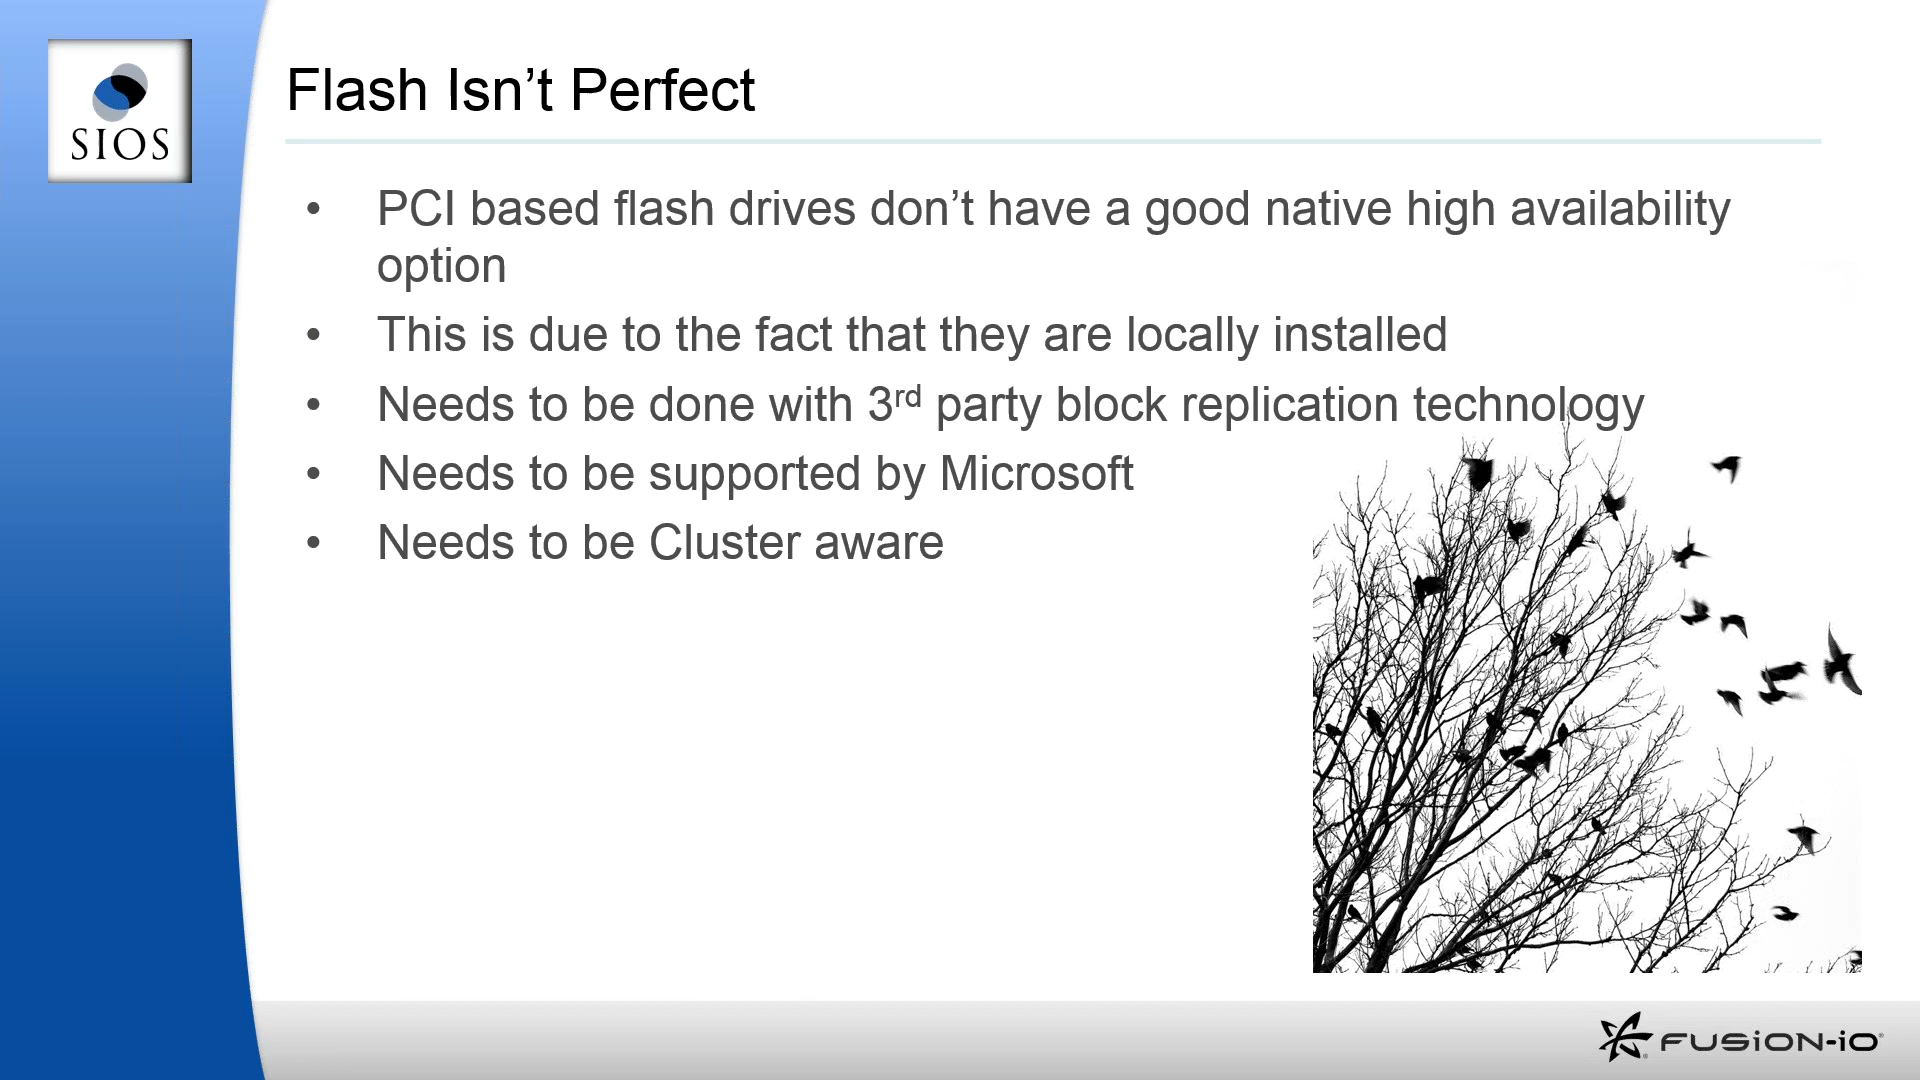 SIOS
Flash Isn’t Perfect
• PCI based flash drives don’t have a good native high availability
option
• This is due to the fact that they are locally installed
• Needs to be done with 3rd party block replication technology
• Needs to be supported by Microsoft
• Needs to be Cluster aware
FUSiON-iO